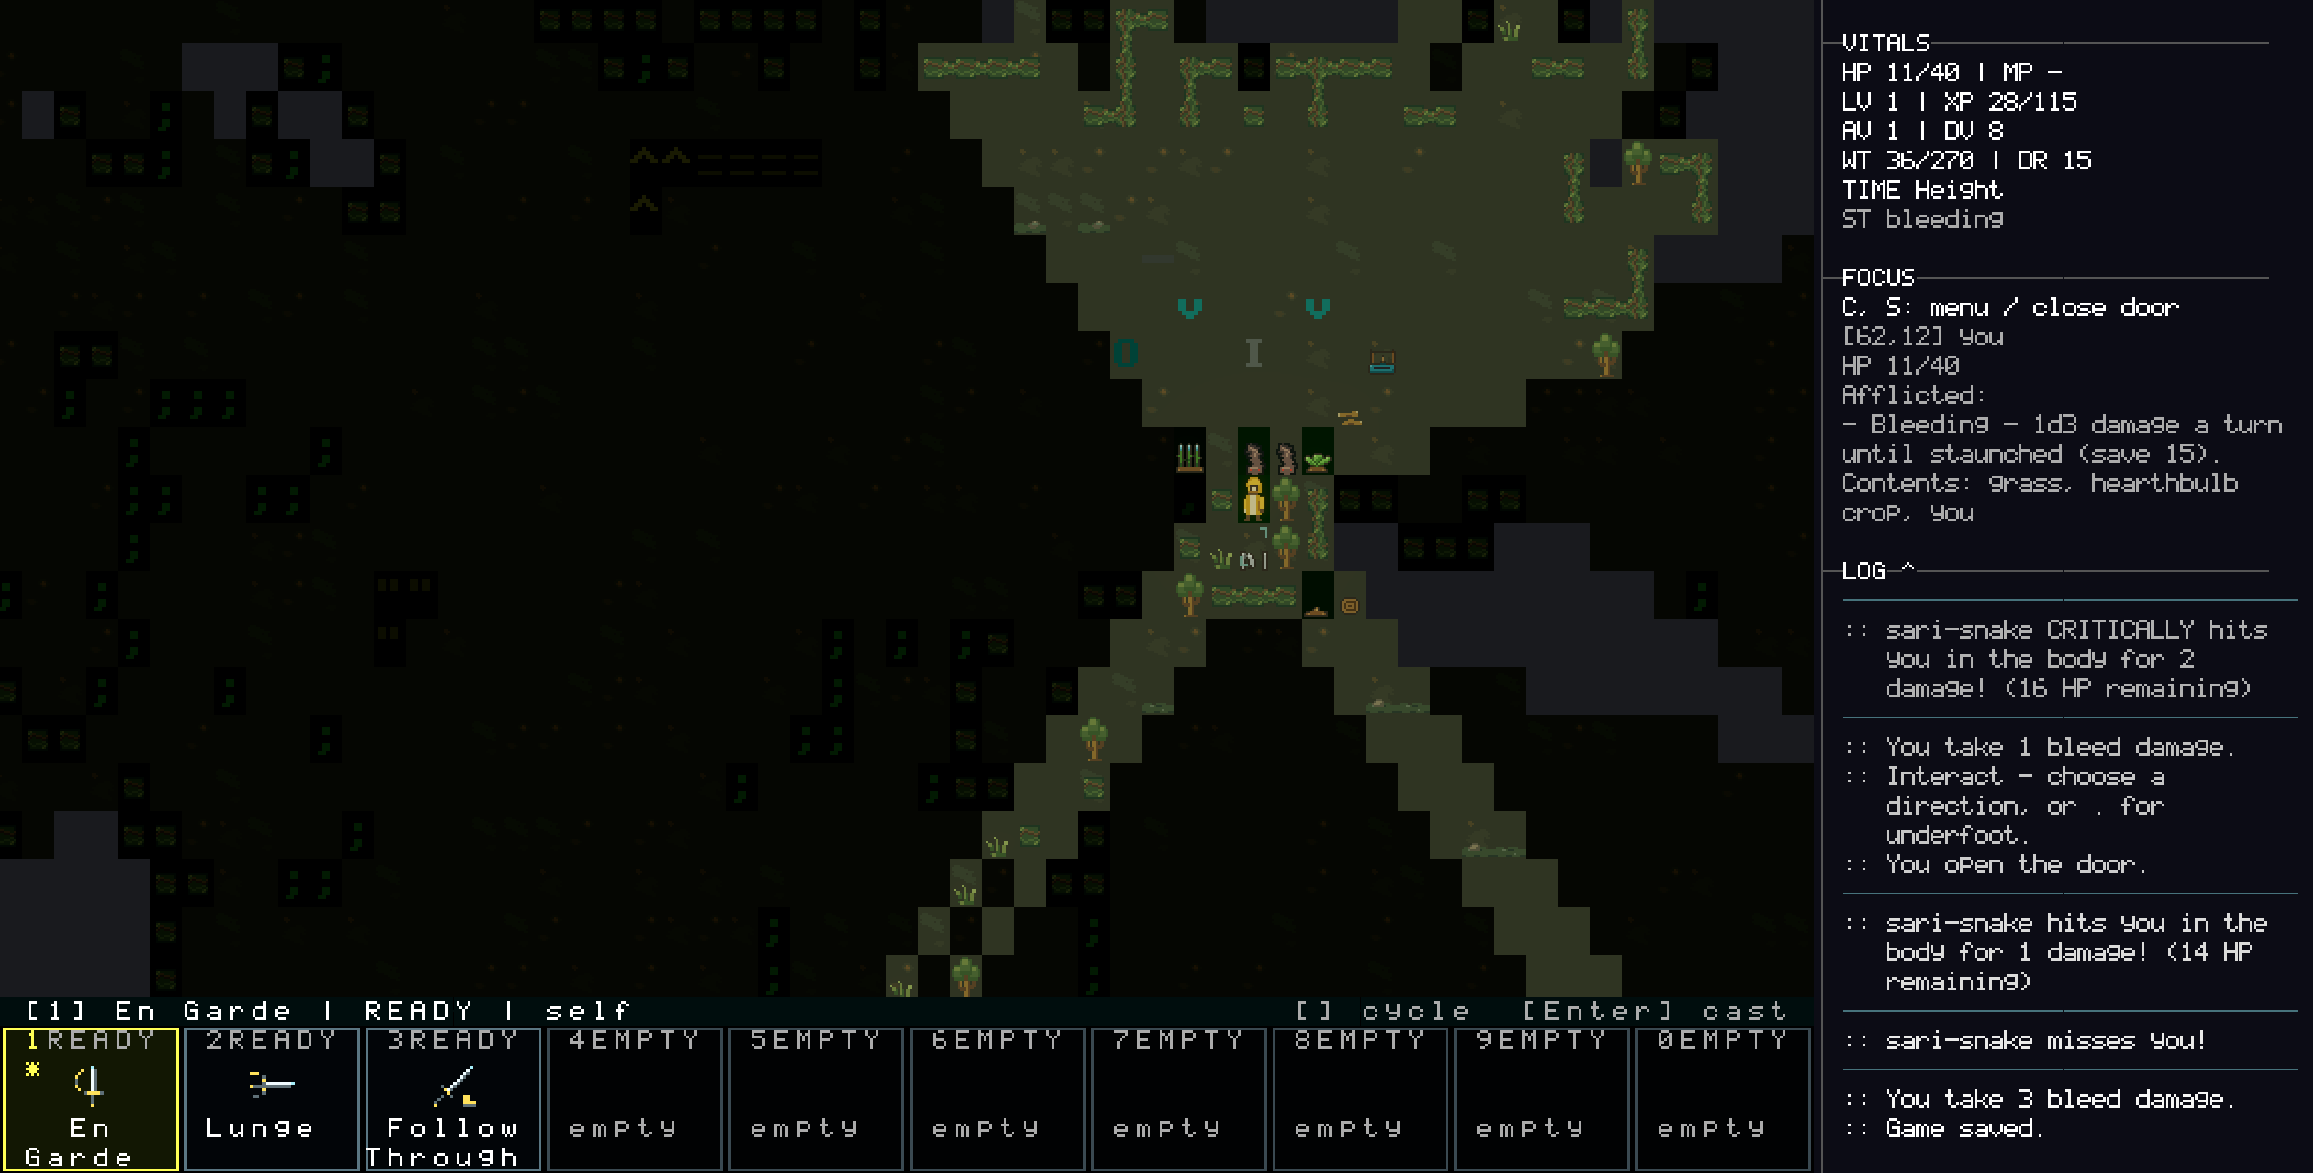 VITALS
HP 11/40 | MP -
LV 1 | XP 28/115
AV 1 | DV 8
WT 36/270 | DR 15
TIME Height
ST bleeding
FOCUS
C, S: menu / close door
[62,12] You
HP 11/40
Afflicted:
- Bleeding - 1d3 damage a turn
until staunched (save 15).
Contents: grass, hearthbulb
crop, you
LOG ^
:: sari-snake CRITICALLY hits
you in the body for 2
damage! (16 HP remaining)
:: You take 1 bleed damage.
:: Interact - choose a
direction, or . for
underfoot.
:: You open the door.
:: sari-snake hits you in the
body for 1 damage! (14 HP
remaining)
:: sari-snake misses you!
:: You take 3 bleed damage.
:: Game saved.
[1] En Garde | READY | self
[] cycle [Enter] cast
1READY 2READY 3READY 4EMPTY 5EMPTY 6EMPTY 7EMPTY 8EMPTY 9EMPTY 0EMPTY
En Garde
Lunge
Follow Through
empty empty empty empty empty empty empty